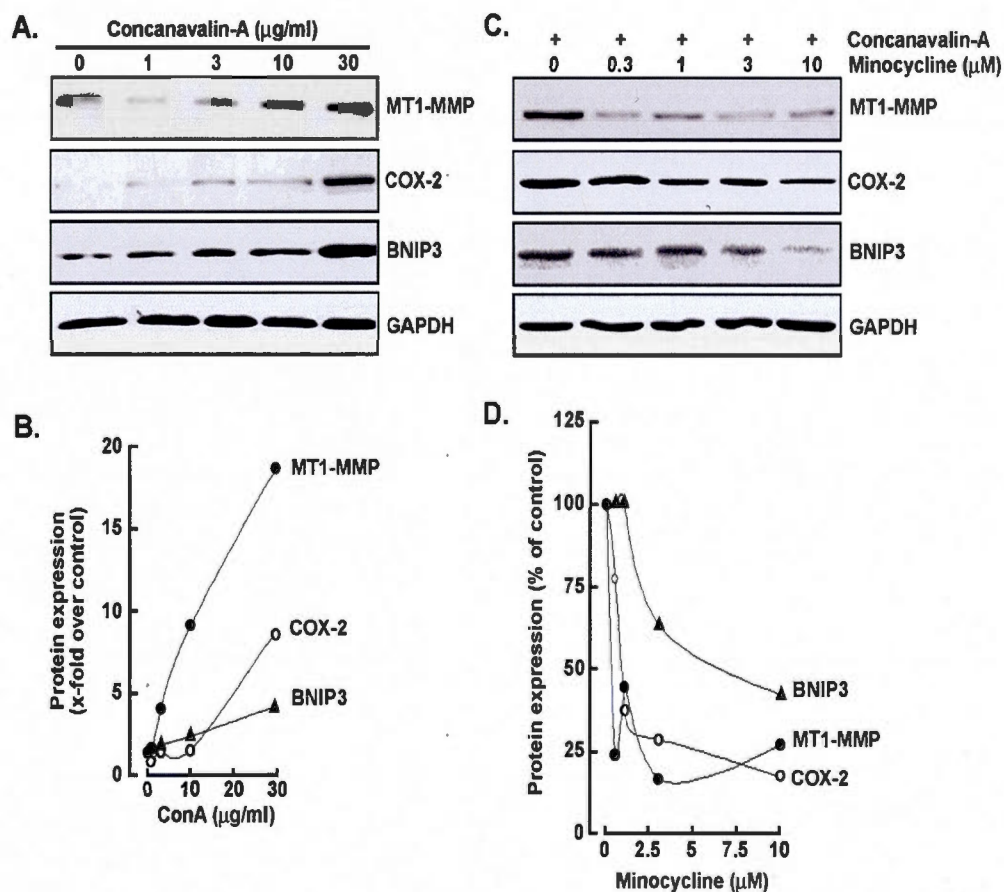 A.
Concanavalin-A (μg/ml)
0 1 3 10 30
MT1-MMP
COX-2
BNIP3
GAPDH
C.
+ + + + + Concanavalin-A
0 0.3 1 3 10 Minocycline (μM)
MT1-MMP
COX-2
BNIP3
GAPDH
B.
Protein expression
(x-fold over control)
20
15
10
5
0
MT1-MMP
COX-2
BNIP3
0 10 20 30
ConA (μg/ml)
D.
Protein expression (% of control)
125
100
75
50
25
0
BNIP3
MT1-MMP
COX-2
0 2.5 5 7.5 10
Minocycline (μM)